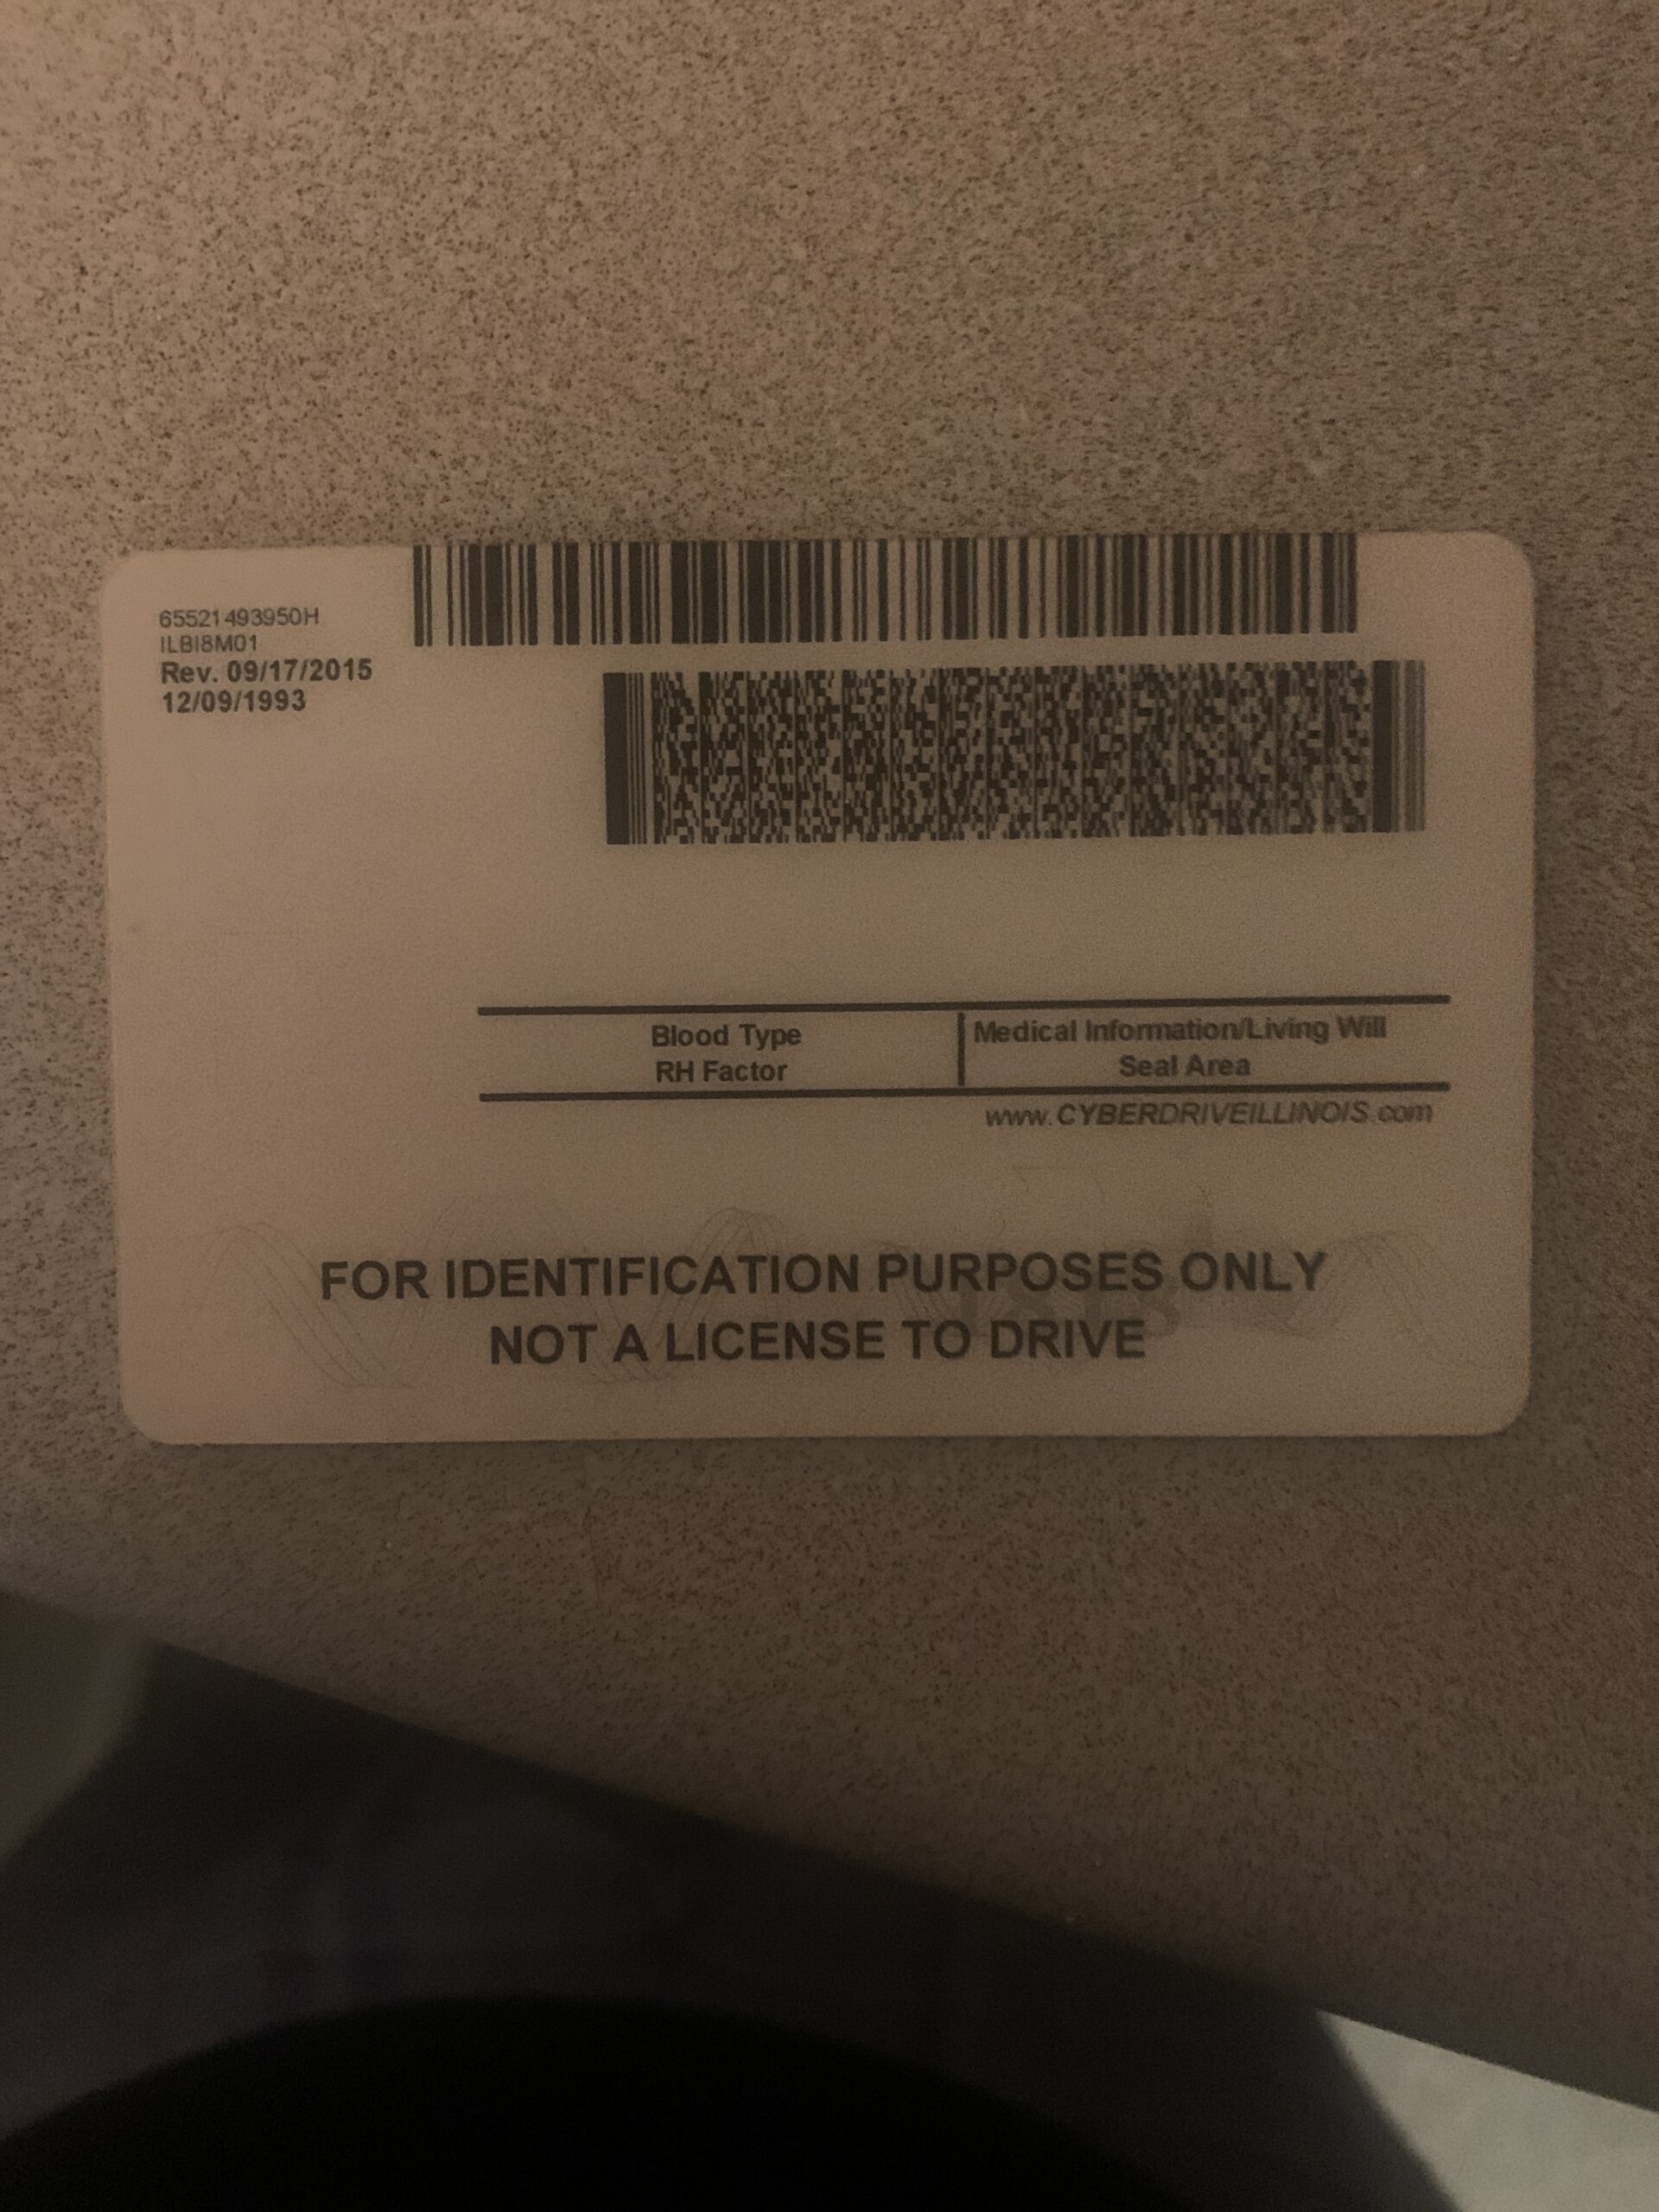 65521493950H
ILBI8M01
Rev. 09/17/2015
12/09/1993
Blood Type
RH Factor
Medical Information/Living Will
Seal Area
www.CYBERDRIVEILLINOIS.com
FOR IDENTIFICATION PURPOSES ONLY
NOT A LICENSE TO DRIVE